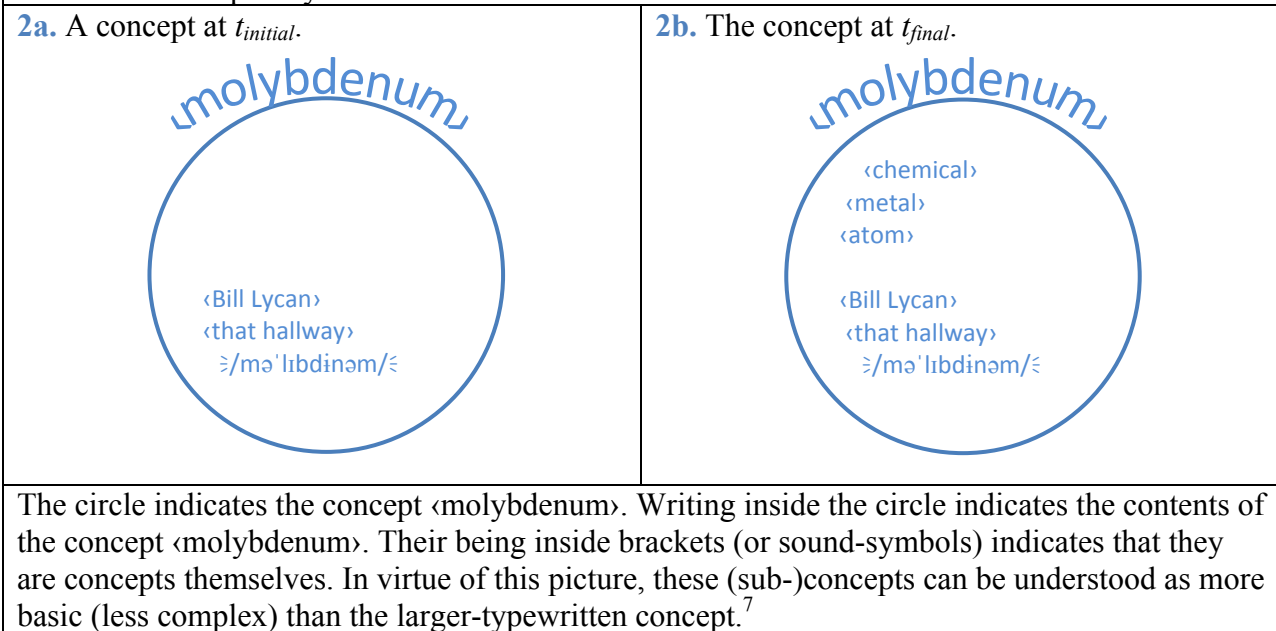 2a. A concept at tinitial.
2b. The concept at tfinal.
‹molybdenum›
‹Bill Lycan›
‹that hallway›
/məˈlɪbdɨnəm/
‹molybdenum›
‹chemical›
‹metal›
‹atom›
‹Bill Lycan›
‹that hallway›
/məˈlɪbdɨnəm/
The circle indicates the concept ‹molybdenum›. Writing inside the circle indicates the contents of
the concept ‹molybdenum›. Their being inside brackets (or sound-symbols) indicates that they
are concepts themselves. In virtue of this picture, these (sub-)concepts can be understood as more
basic (less complex) than the larger-typewritten concept.7